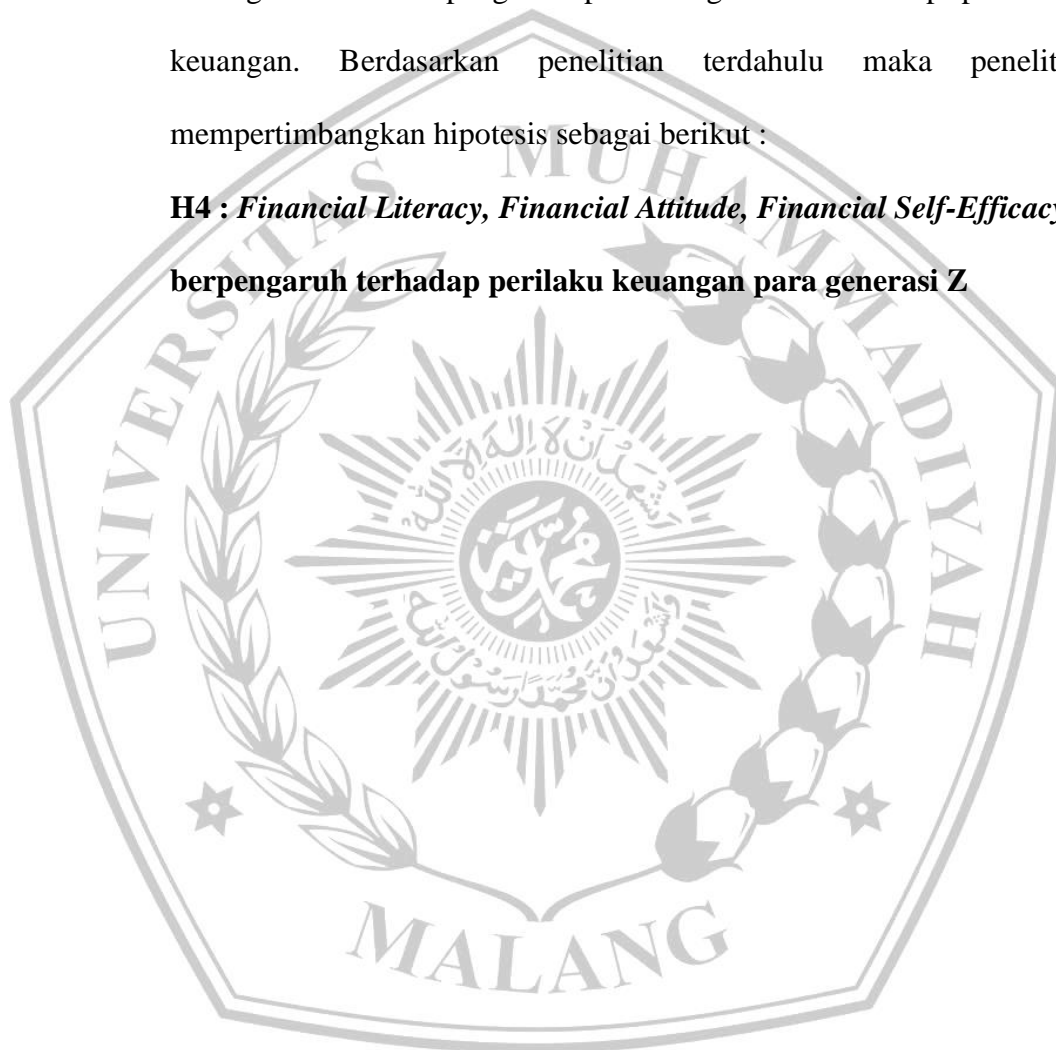 keuangan. Berdasarkan penelitian terdahulu maka penelit
mempertimbangkan hipotesis sebagai berikut :
H4 : Financial Literacy, Financial Attitude, Financial Self-Efficacy
berpengaruh terhadap perilaku keuangan para generasi Z
UNIVERSITAS MUHAMMADIYAH
MALANG